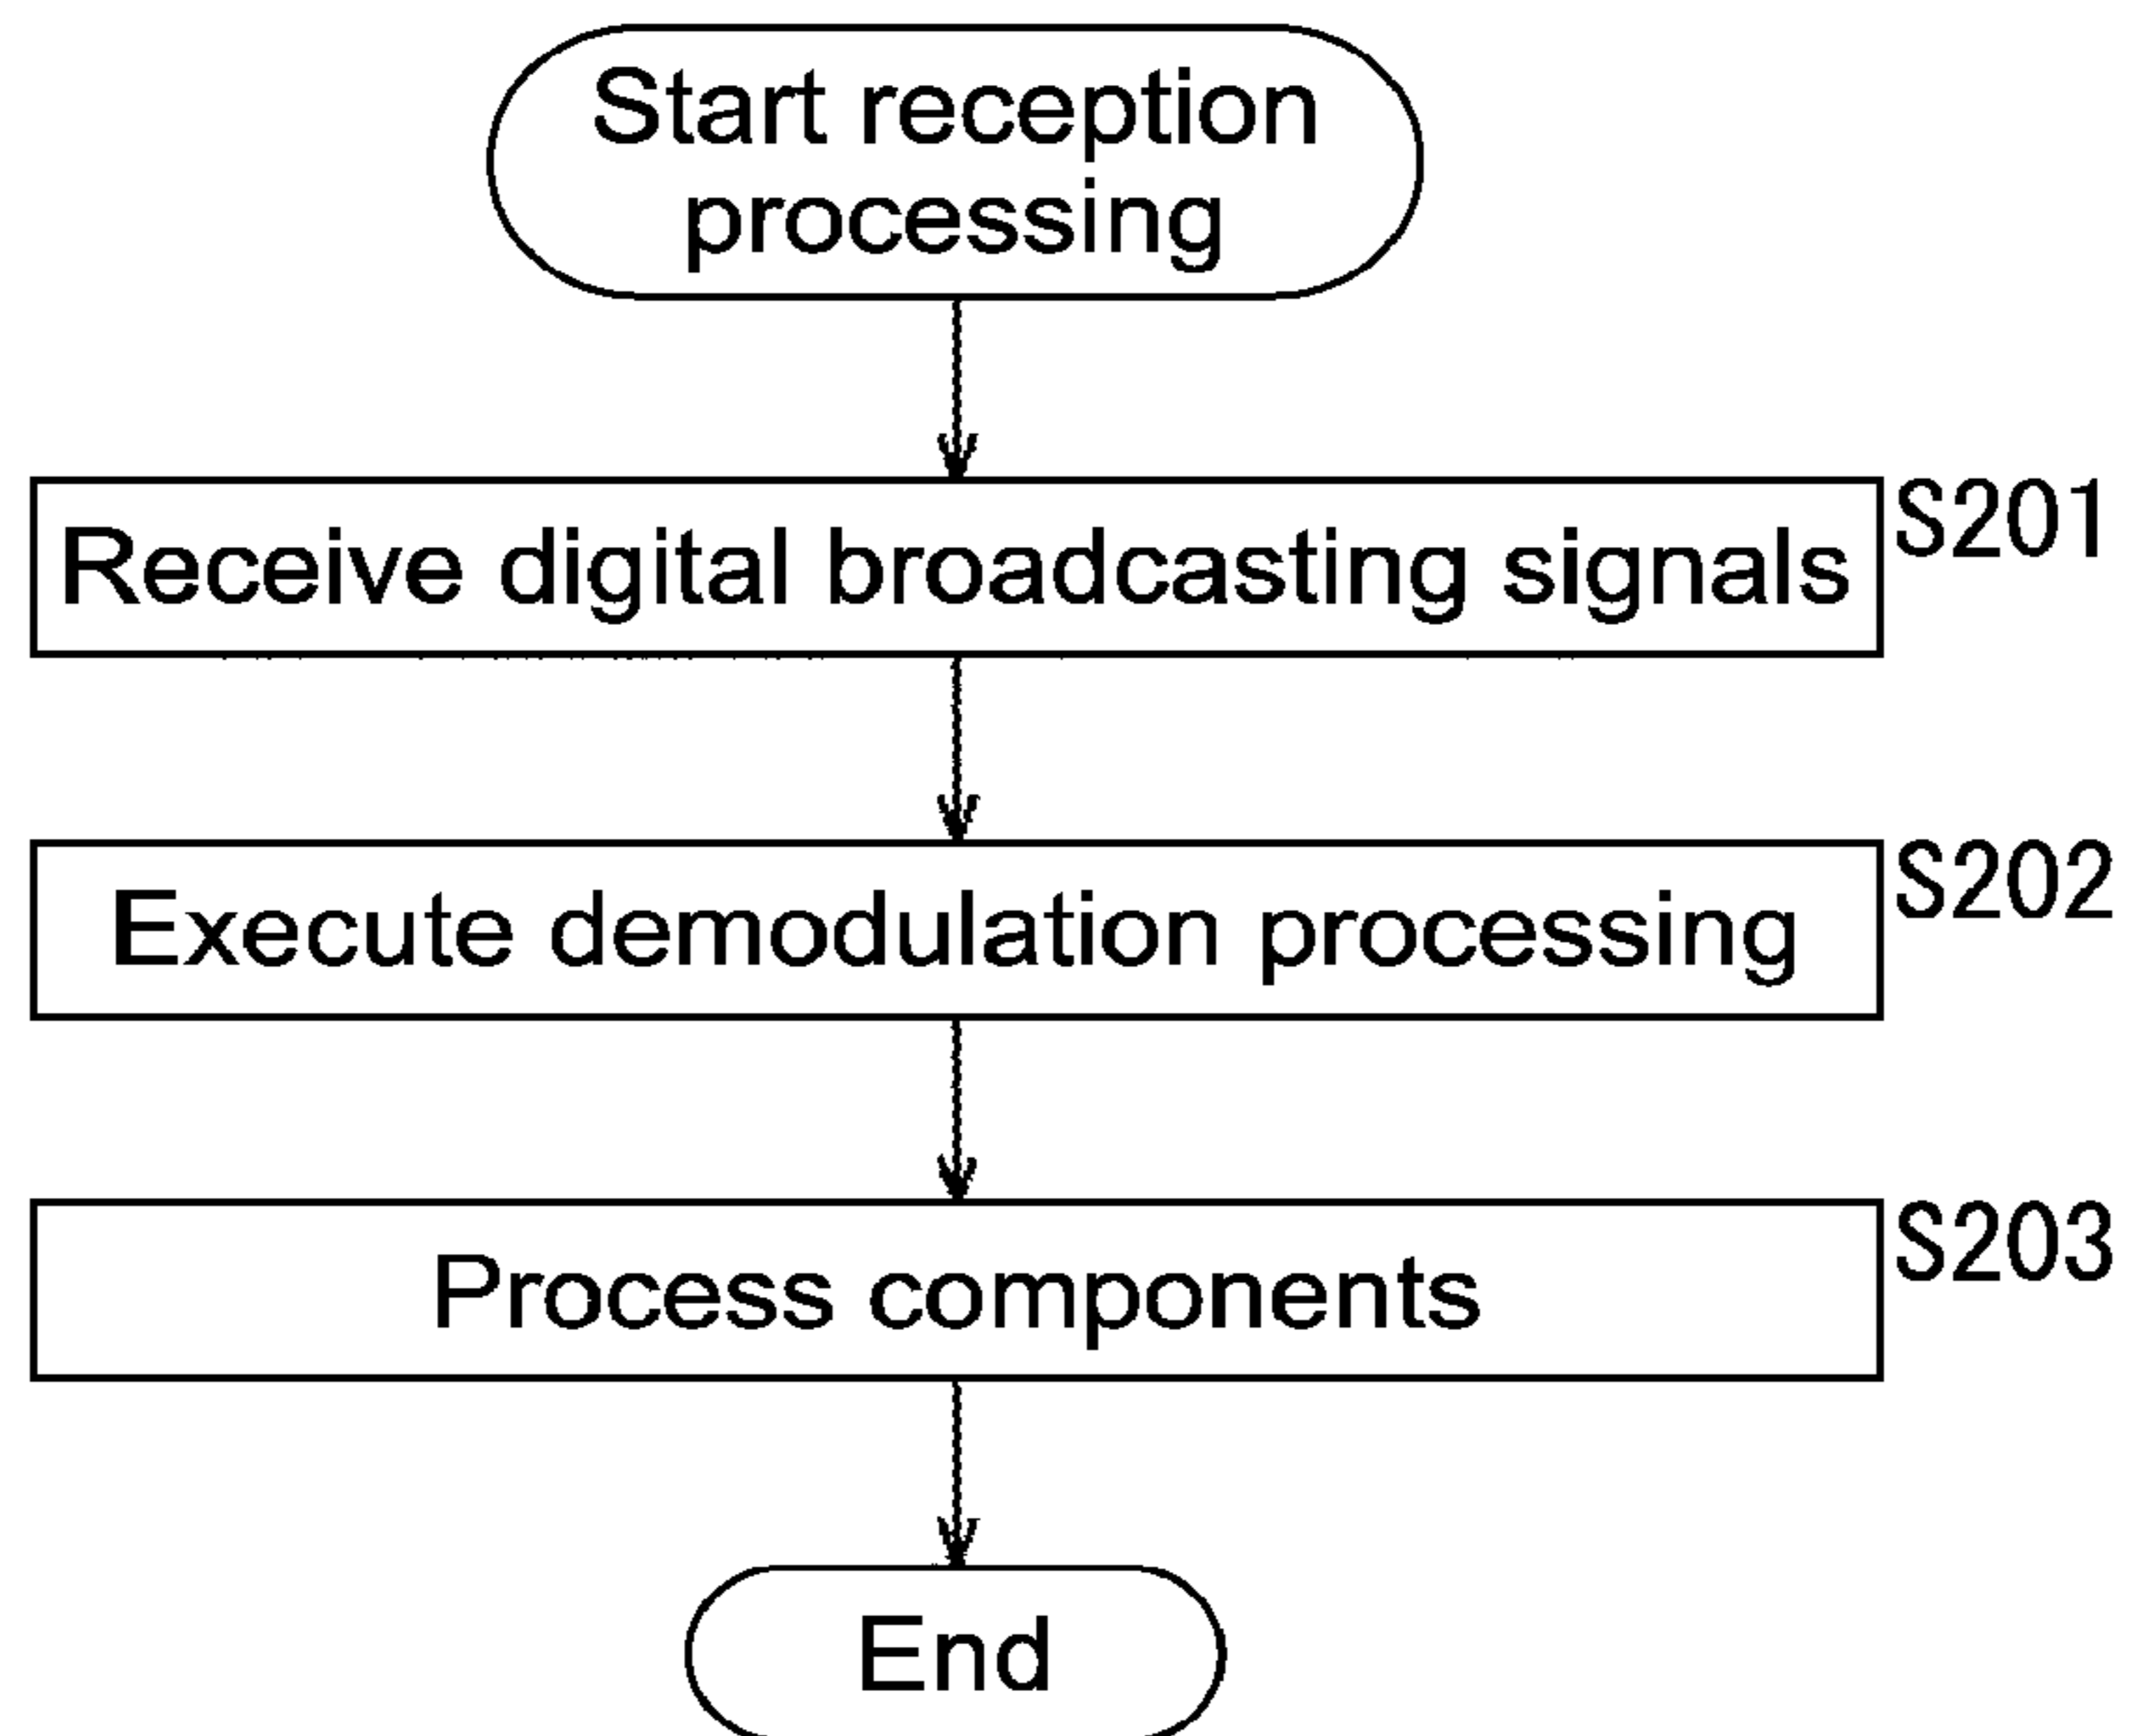 Start reception
processing
Receive digital broadcasting signals
S201
Execute demodulation processing
S202
Process components
S203
End